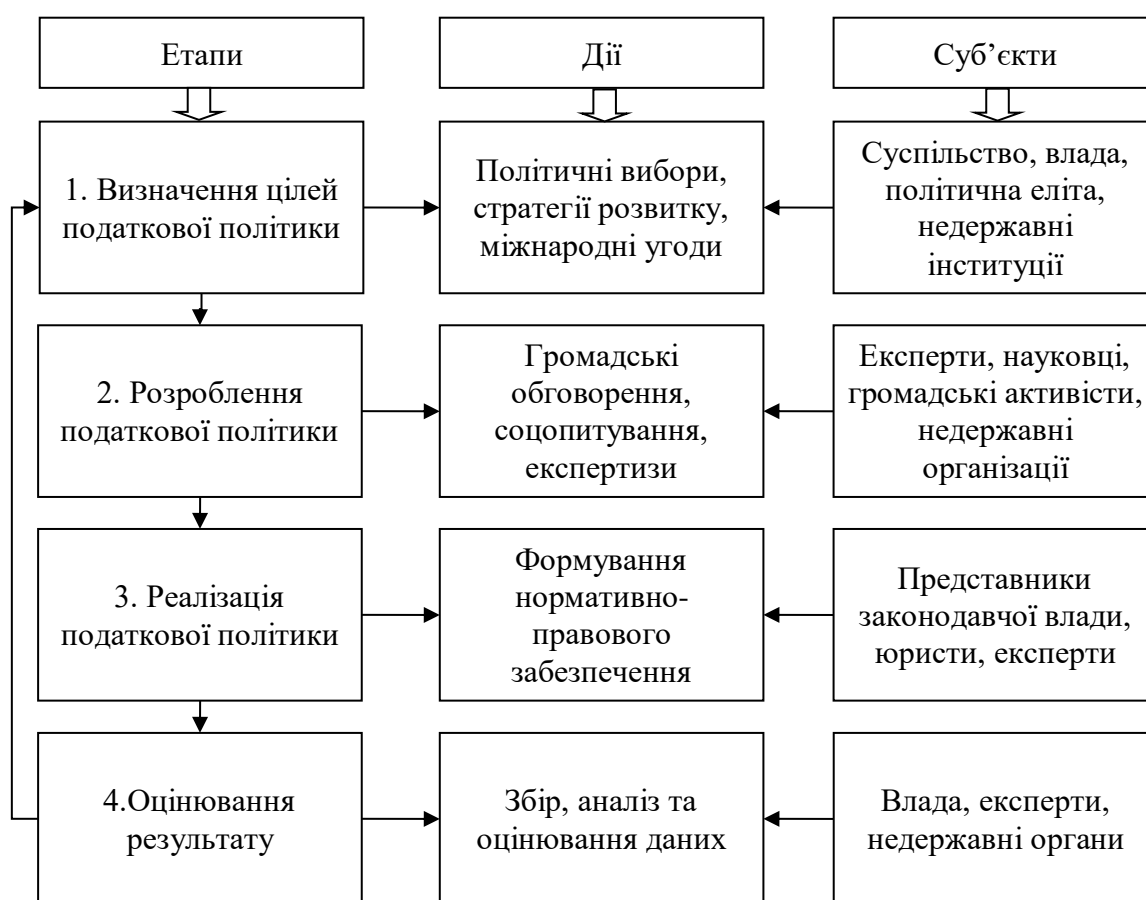 Етапи
Дії
Суб’єкти
1. Визначення цілей
податкової політики
Політичні вибори,
стратегії розвитку,
міжнародні угоди
Суспільство, влада,
політична еліта,
недержавні
інституції
2. Розроблення
податкової політики
Громадські
обговорення,
соцопитування,
експертизи
Експерти, науковці,
громадські активісти,
недержавні
організації
3. Реалізація
податкової політики
Формування
нормативно-
правового
забезпечення
Представники
законодавчої влади,
юристи, експерти
4.Оцінювання
результату
Збір, аналіз та
оцінювання даних
Влада, експерти,
недержавні органи